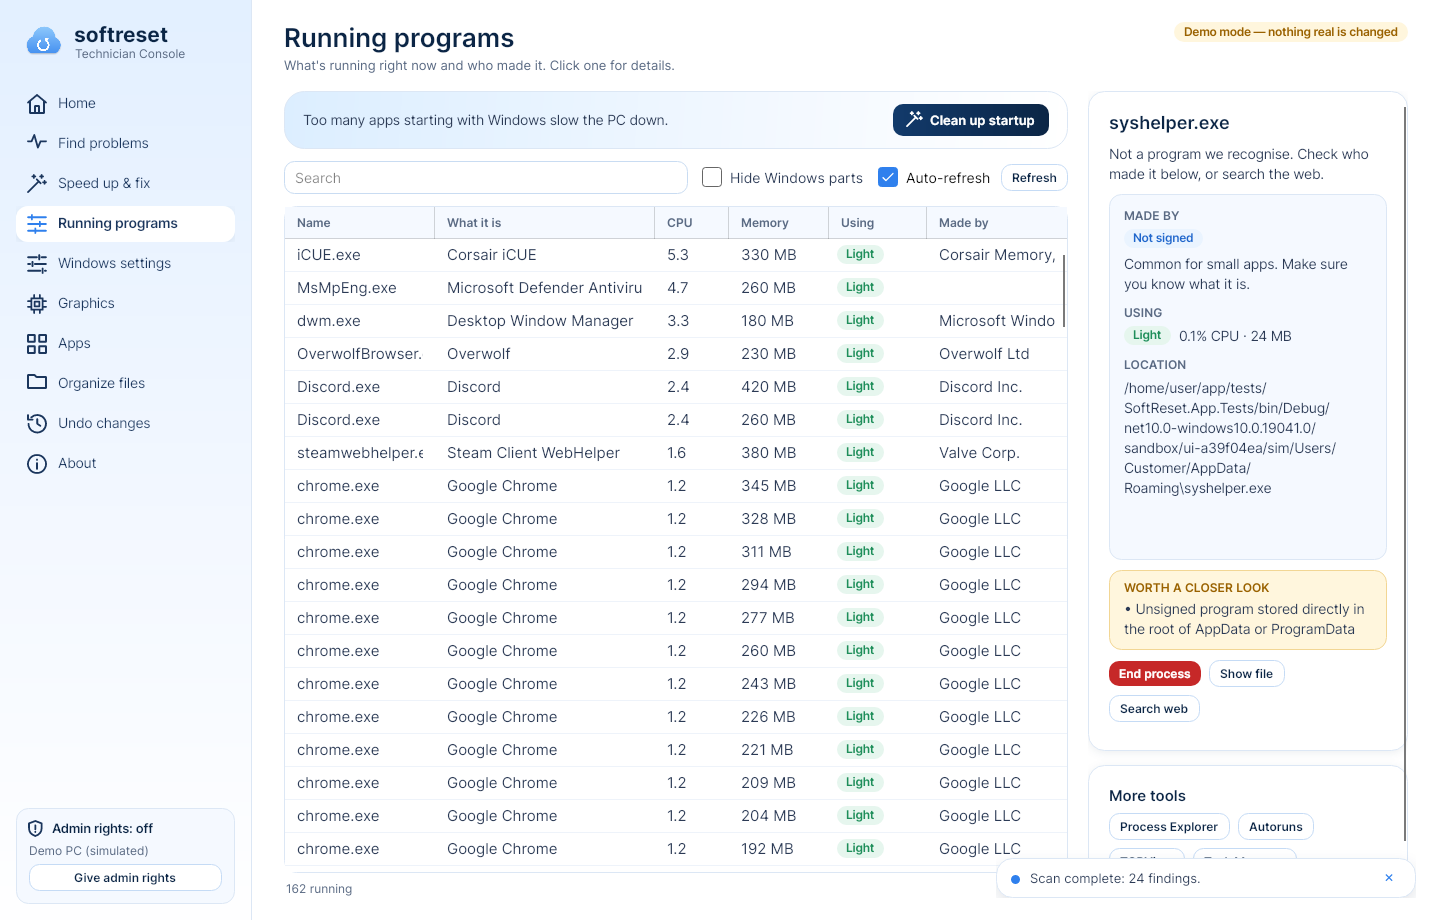 softreset
Technician Console
Home
Find problems
Speed up & fix
Running programs
Windows settings
Graphics
Apps
Organize files
Undo changes
About
Admin rights: off
Demo PC (simulated)
Give admin rights
Running programs
What's running right now and who made it. Click one for details.
Demo mode — nothing real is changed
Too many apps starting with Windows slow the PC down.
Clean up startup
Search
Hide Windows parts
Auto-refresh
Refresh
Name What it is CPU Memory Using Made by
iCUE.exe Corsair iCUE 5.3 330 MB Light Corsair Memory,
MsMpEng.exe Microsoft Defender Antiviru 4.7 260 MB Light
dwm.exe Desktop Window Manager 3.3 180 MB Light Microsoft Windo
OverwolfBrowser. Overwolf 2.9 230 MB Light Overwolf Ltd
Discord.exe Discord 2.4 420 MB Light Discord Inc.
Discord.exe Discord 2.4 260 MB Light Discord Inc.
steamwebhelper.e Steam Client WebHelper 1.6 380 MB Light Valve Corp.
chrome.exe Google Chrome 1.2 345 MB Light Google LLC
chrome.exe Google Chrome 1.2 328 MB Light Google LLC
chrome.exe Google Chrome 1.2 311 MB Light Google LLC
chrome.exe Google Chrome 1.2 294 MB Light Google LLC
chrome.exe Google Chrome 1.2 277 MB Light Google LLC
chrome.exe Google Chrome 1.2 260 MB Light Google LLC
chrome.exe Google Chrome 1.2 243 MB Light Google LLC
chrome.exe Google Chrome 1.2 226 MB Light Google LLC
chrome.exe Google Chrome 1.2 221 MB Light Google LLC
chrome.exe Google Chrome 1.2 209 MB Light Google LLC
chrome.exe Google Chrome 1.2 204 MB Light Google LLC
chrome.exe Google Chrome 1.2 192 MB Light Google LLC
162 running
syshelper.exe
Not a program we recognise. Check who
made it below, or search the web.
MADE BY
Not signed
Common for small apps. Make sure
you know what it is.
USING
Light 0.1% CPU · 24 MB
LOCATION
/home/user/app/tests/
SoftReset.App.Tests/bin/Debug/
net10.0-windows10.0.19041.0/
sandbox/ui-a39f04ea/sim/Users/
Customer/AppData/
Roaming\syshelper.exe
WORTH A CLOSER LOOK
• Unsigned program stored directly in
the root of AppData or ProgramData
End process
Show file
Search web
More tools
Process Explorer
Autoruns
Scan complete: 24 findings.